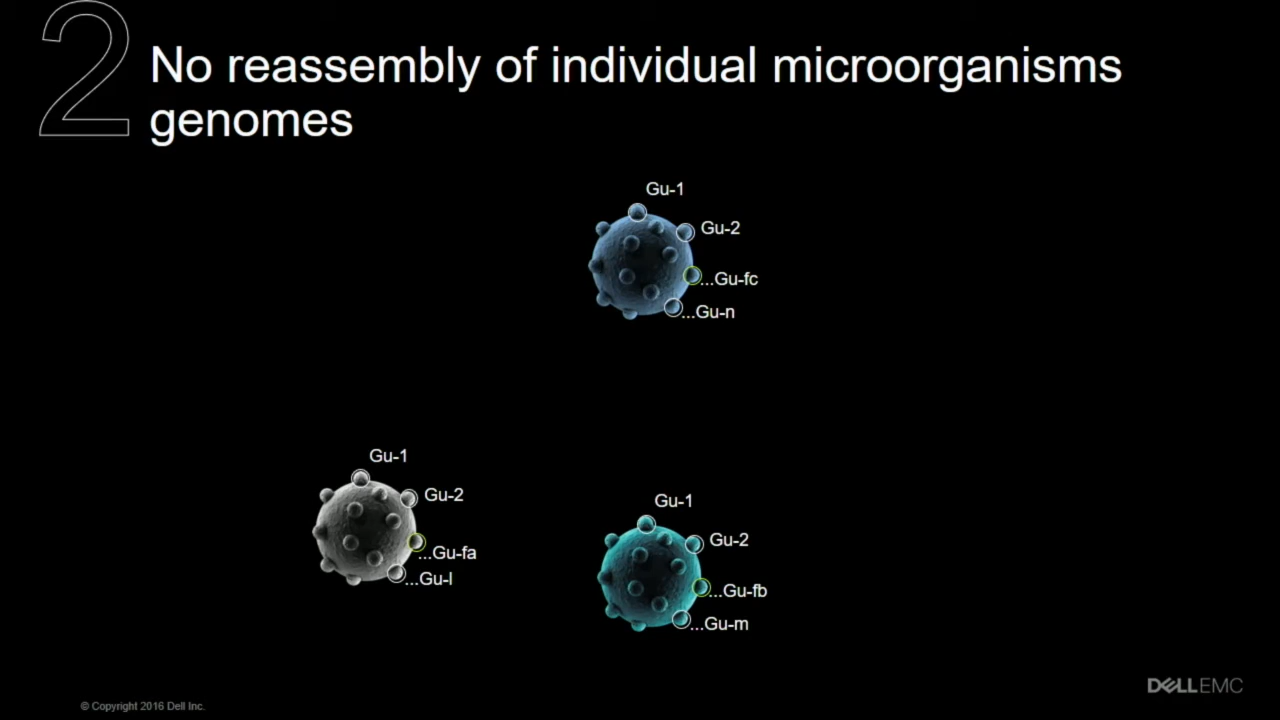 2
No reassembly of individual microorganisms
genomes
Gu-1
Gu-2
...Gu-fc
...Gu-n
Gu-1
Gu-2
...Gu-fa
...Gu-l
Gu-1
Gu-2
...Gu-fb
...Gu-m
© Copyright 2016 Dell Inc.
DELLEMC